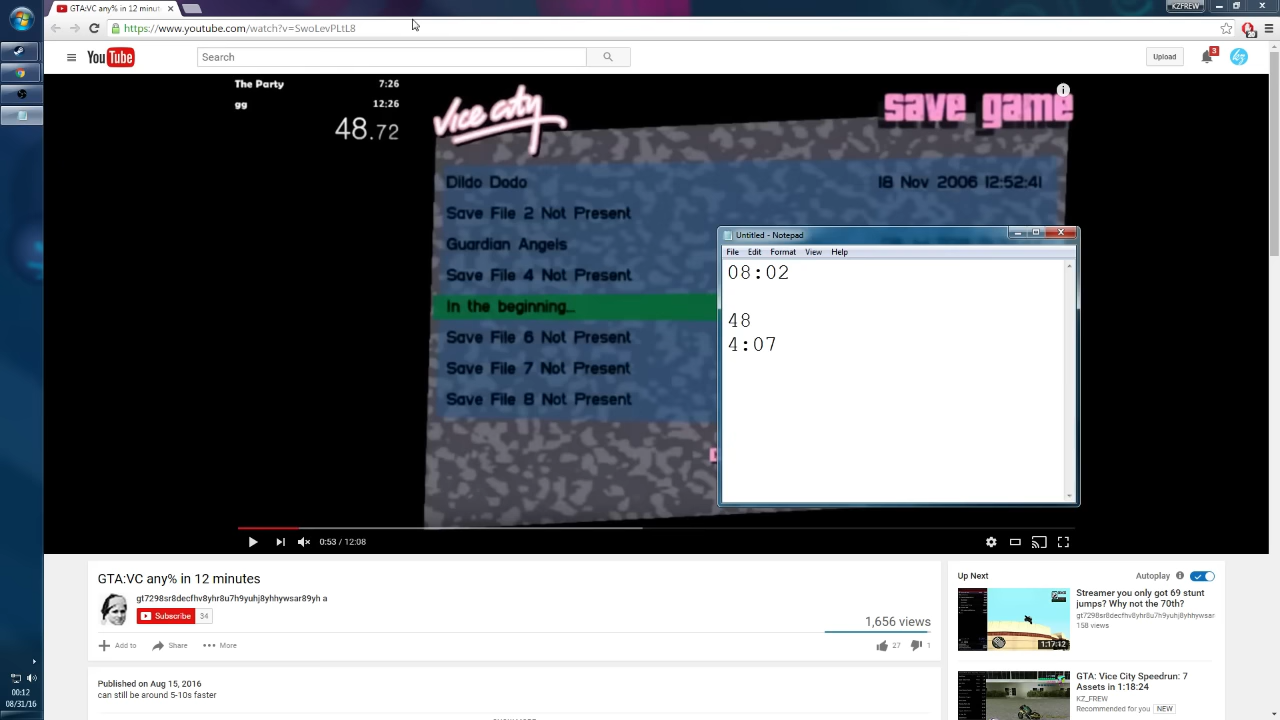 GTA:VC any% in 12 minut
KZFREW
https://www.youtube.com/watch?v=SwoLevPLtL8
YouTube
Search
Upload
3
The Party 7:26
gg 12:26
48.72
vice city
save game
Dildo Dodo 18 Nov 2006 12:52:41
Save File 2 Not Present
Guardian Angels
Save File 4 Not Present
In the beginning...
Save File 6 Not Present
Save File 7 Not Present
Save File 8 Not Present
Untitled - Notepad
File Edit Format View Help
08:02
48
4:07
0:53 / 12:08
GTA:VC any% in 12 minutes
gt7298sr8decfhv8yhr8u7h9yuhj8yhhywsar89yh a
Subscribe 34
1,656 views
Add to Share More
27 1
Published on Aug 15, 2016
can still be around 5-10s faster
Up Next
Autoplay
Streamer you only got 69 stunt
jumps? Why not the 70th?
gt7298sr8decfhv8yhr8u7h9yuhj8yhhywsar
158 views
1:17:12
GTA: Vice City Speedrun: 7
Assets in 1:18:24
KZ_FREW
Recommended for you NEW
00:12
08/31/16